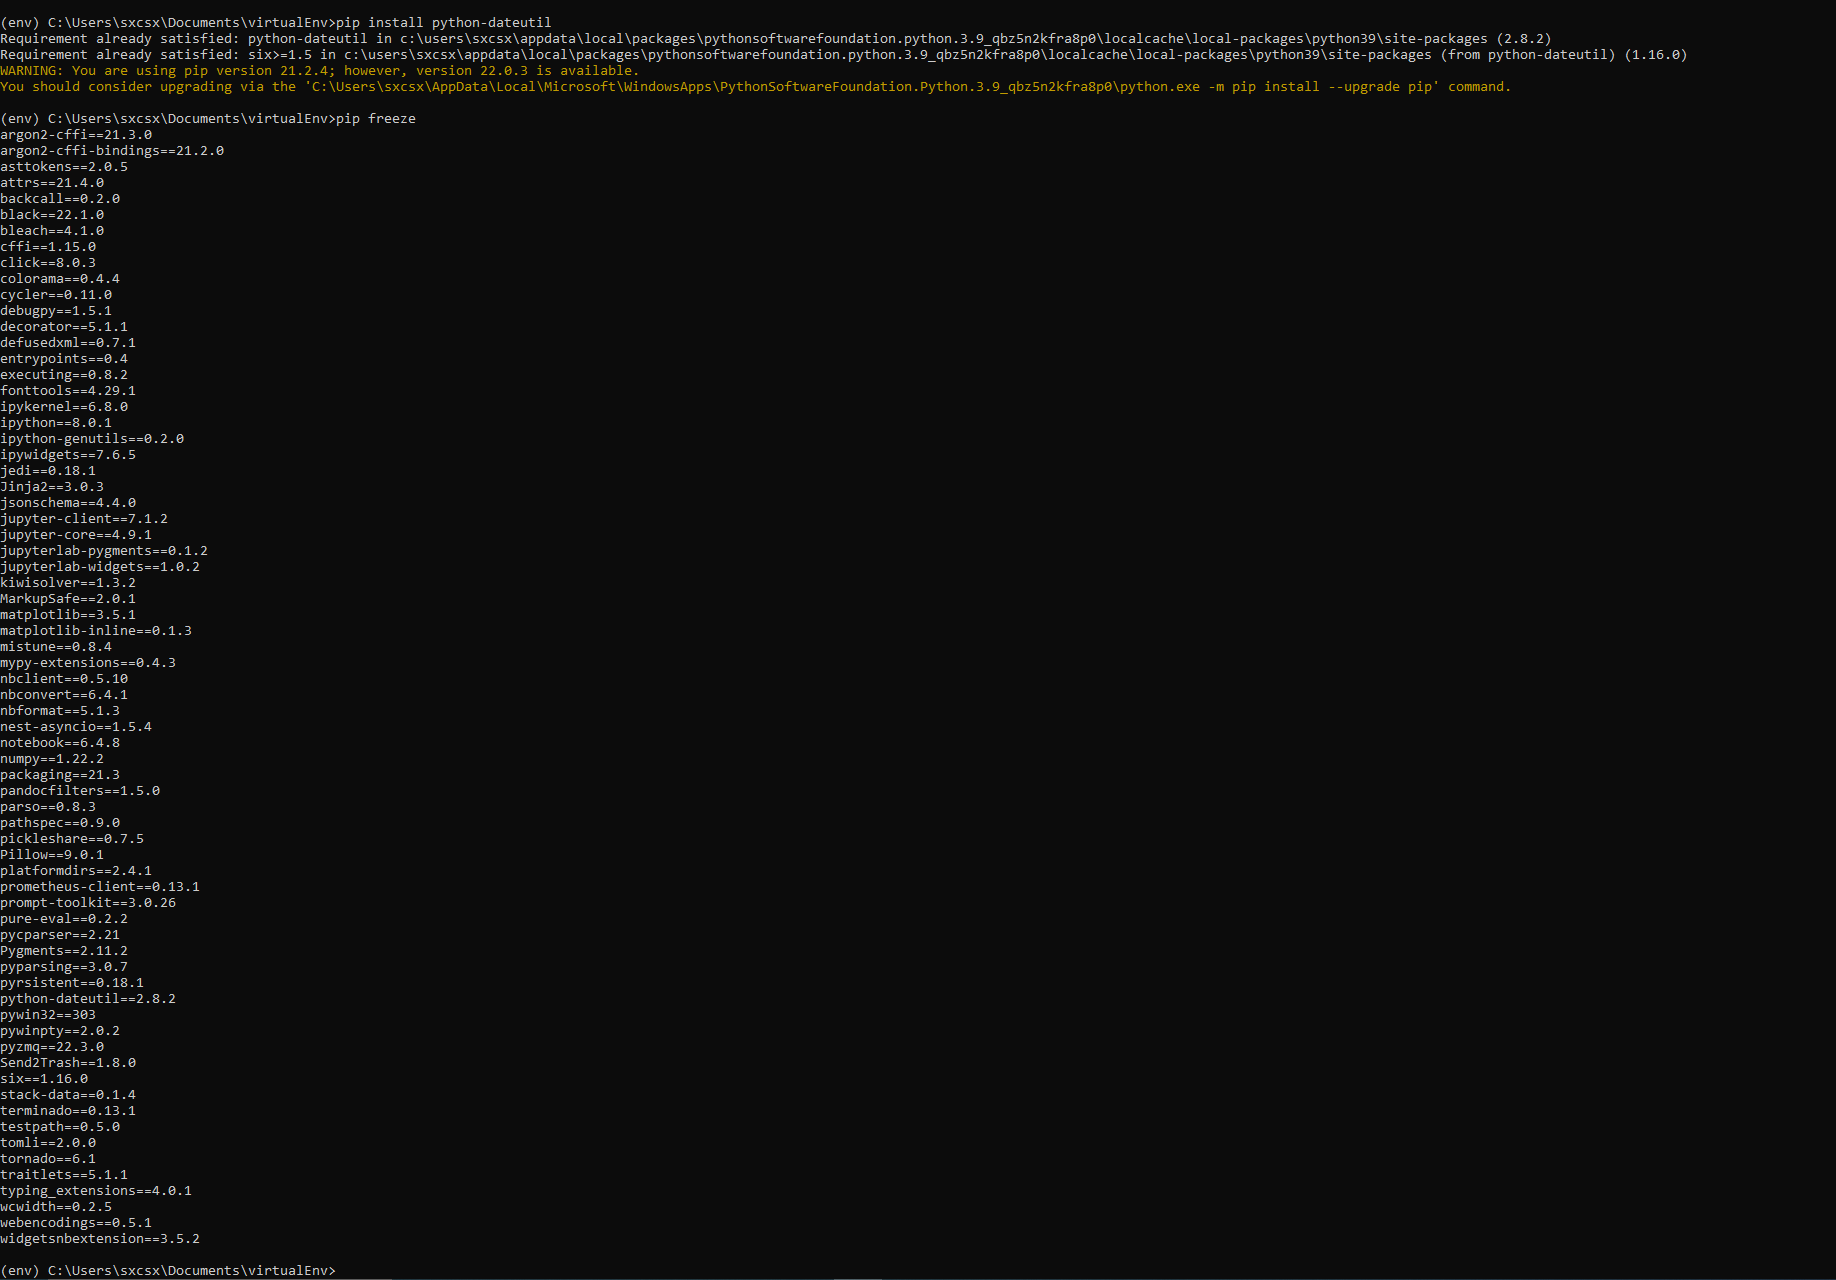 (env) C:\Users\sxcsx\Documents\virtualEnv>pip install python-dateutil
Requirement already satisfied: python-dateutil in c:\users\sxcsx\appdata\local\packages\pythonsoftwarefoundation.python.3.9_qbz5n2kfra8p0\localcache\local-packages\python39\site-packages (2.8.2)
Requirement already satisfied: six>=1.5 in c:\users\sxcsx\appdata\local\packages\pythonsoftwarefoundation.python.3.9_qbz5n2kfra8p0\localcache\local-packages\python39\site-packages (from python-dateutil) (1.16.0)
WARNING: You are using pip version 21.2.4; however, version 22.0.3 is available.
You should consider upgrading via the 'C:\Users\sxcsx\AppData\Local\Microsoft\WindowsApps\PythonSoftwareFoundation.Python.3.9_qbz5n2kfra8p0\python.exe -m pip install --upgrade pip' command.
(env) C:\Users\sxcsx\Documents\virtualEnv>pip freeze
argon2-cffi==21.3.0
argon2-cffi-bindings==21.2.0
asttokens==2.0.5
attrs==21.4.0
backcall==0.2.0
black==22.1.0
bleach==4.1.0
cffi==1.15.0
click==8.0.3
colorama==0.4.4
cycler==0.11.0
debugpy==1.5.1
decorator==5.1.1
defusedxml==0.7.1
entrypoints==0.4
executing==0.8.2
fonttools==4.29.1
ipykernel==6.8.0
ipython==8.0.1
ipython-genutils==0.2.0
ipywidgets==7.6.5
jedi==0.18.1
Jinja2==3.0.3
jsonschema==4.4.0
jupyter-client==7.1.2
jupyter-core==4.9.1
jupyterlab-pygments==0.1.2
jupyterlab-widgets==1.0.2
kiwisolver==1.3.2
MarkupSafe==2.0.1
matplotlib==3.5.1
matplotlib-inline==0.1.3
mistune==0.8.4
mypy-extensions==0.4.3
nbclient==0.5.10
nbconvert==6.4.1
nbformat==5.1.3
nest-asyncio==1.5.4
notebook==6.4.8
numpy==1.22.2
packaging==21.3
pandocfilters==1.5.0
parso==0.8.3
pathspec==0.9.0
pickleshare==0.7.5
Pillow==9.0.1
platformdirs==2.4.1
prometheus-client==0.13.1
prompt-toolkit==3.0.26
pure-eval==0.2.2
pycparser==2.21
Pygments==2.11.2
pyparsing==3.0.7
pyrsistent==0.18.1
python-dateutil==2.8.2
pywin32==303
pywinpty==2.0.2
pyzmq==22.3.0
Send2Trash==1.8.0
six==1.16.0
stack-data==0.1.4
terminado==0.13.1
testpath==0.5.0
tomli==2.0.0
tornado==6.1
traitlets==5.1.1
typing_extensions==4.0.1
wcwidth==0.2.5
webencodings==0.5.1
widgetsnbextension==3.5.2
(env) C:\Users\sxcsx\Documents\virtualEnv>